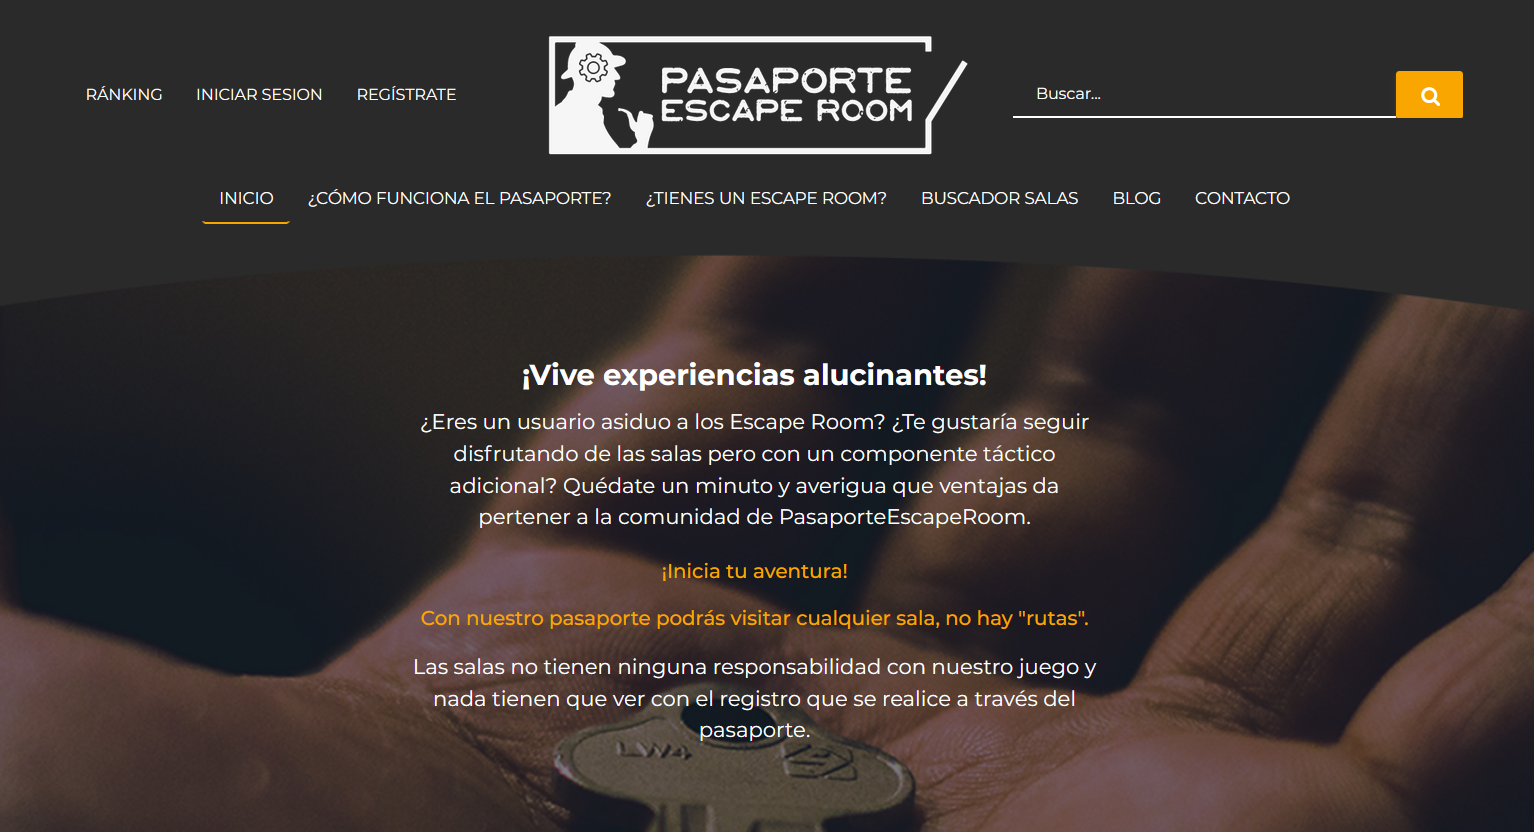 RÁNKING
INICIAR SESION
REGÍSTRATE
PASAPORTE
ESCAPE ROOM
Buscar...
INICIO
¿CÓMO FUNCIONA EL PASAPORTE?
¿TIENES UN ESCAPE ROOM?
BUSCADOR SALAS
BLOG
CONTACTO
¡Vive experiencias alucinantes!
¿Eres un usuario asiduo a los Escape Room? ¿Te gustaría seguir
disfrutando de las salas pero con un componente táctico
adicional? Quédate un minuto y averigua que ventajas da
pertener a la comunidad de PasaporteEscapeRoom.
¡Inicia tu aventura!
Con nuestro pasaporte podrás visitar cualquier sala, no hay "rutas".
Las salas no tienen ninguna responsabilidad con nuestro juego y
nada tienen que ver con el registro que se realice a través del
pasaporte.
LW4